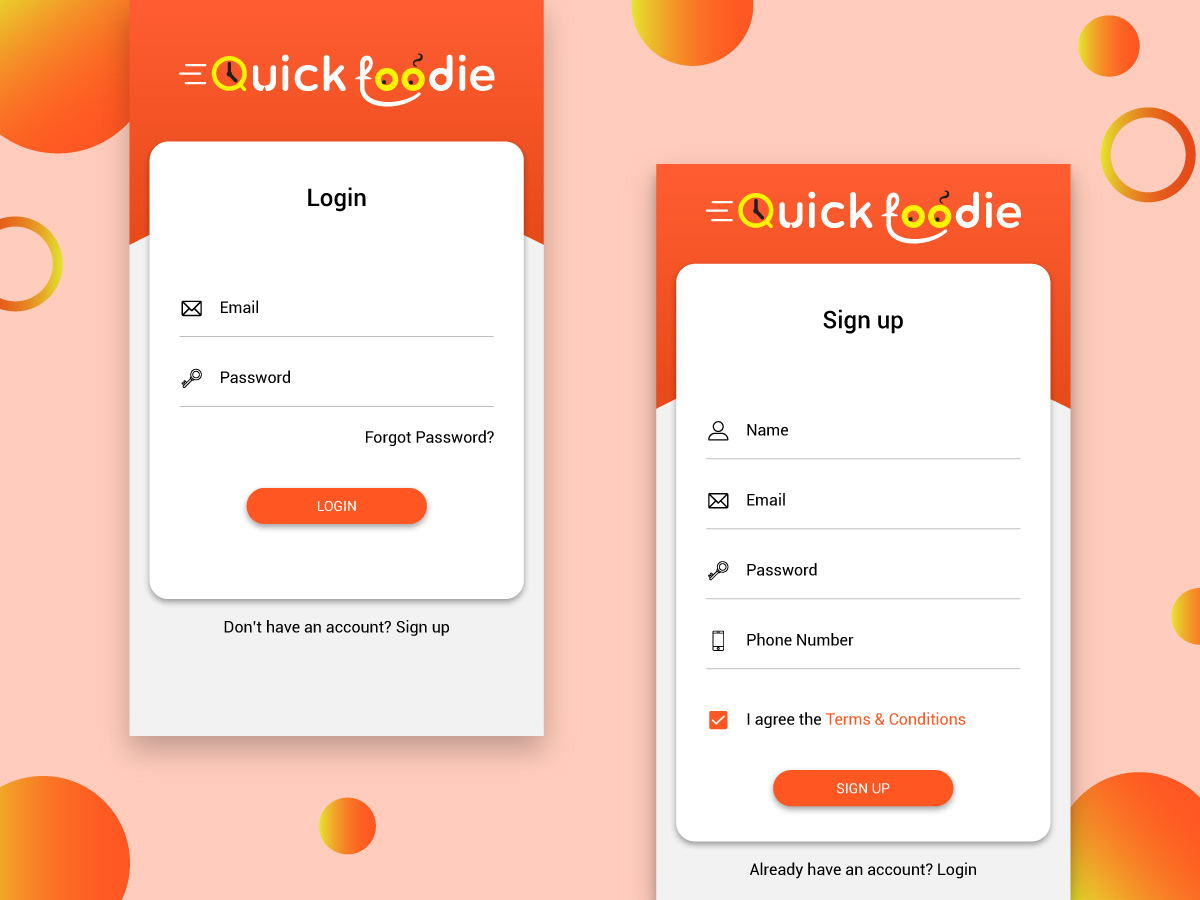 Quick foodie
Login
Email
Password
Forgot Password?
LOGIN
Don't have an account? Sign up
Quick foodie
Sign up
Name
Email
Password
Phone Number
I agree the Terms & Conditions
SIGN UP
Already have an account? Login